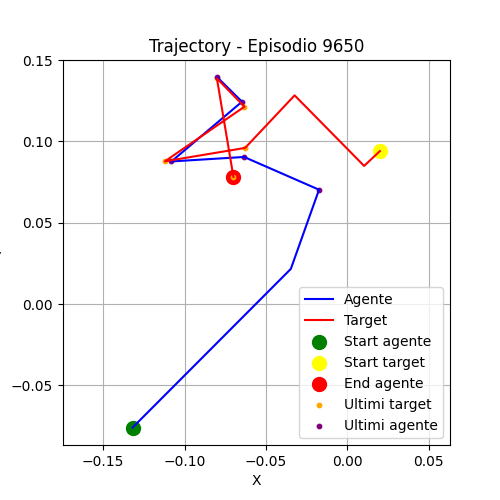 Trajectory - Episodio 9650
0.15
0.10
0.05
0.00
−0.05
−0.15
−0.10
−0.05
0.00
0.05
X
Agente
Target
Start agente
Start target
End agente
Ultimi target
Ultimi agente